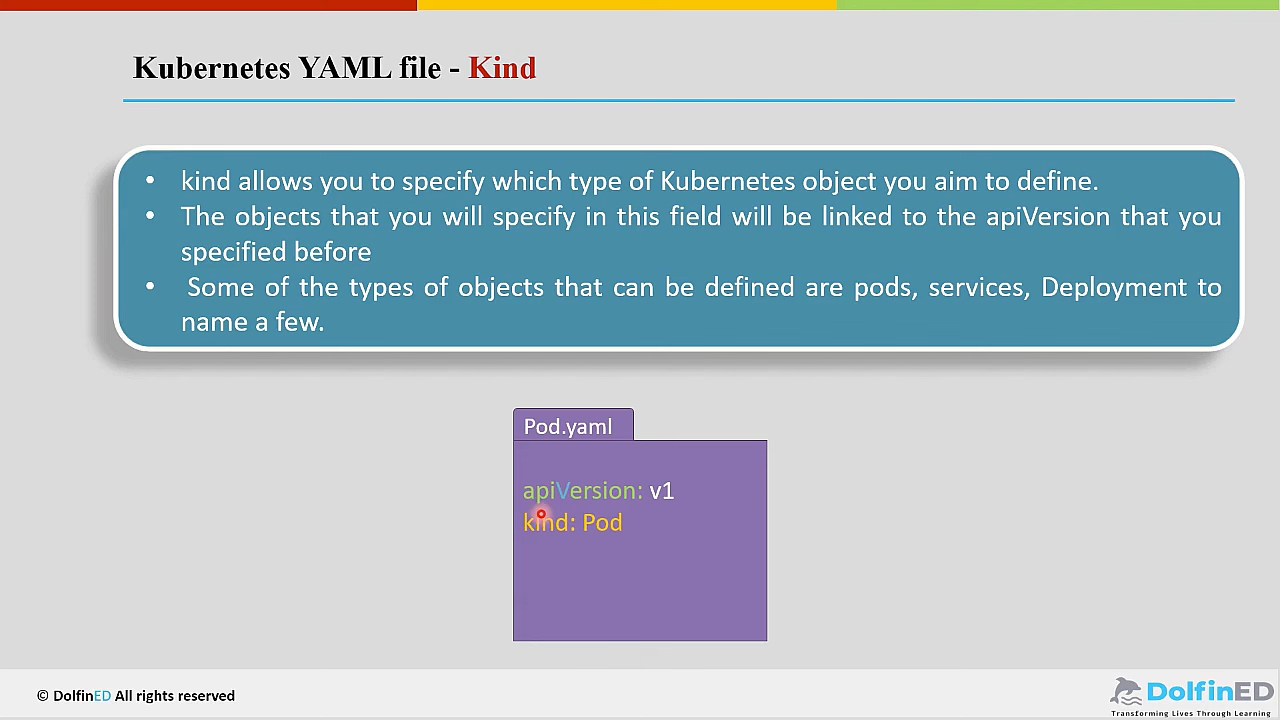 Kubernetes YAML file - Kind
• kind allows you to specify which type of Kubernetes object you aim to define.
• The objects that you will specify in this field will be linked to the apiVersion that you
specified before
• Some of the types of objects that can be defined are pods, services, Deployment to
name a few.
Pod.yaml
apiVersion: v1
kind: Pod
© DolfinED All rights reserved
DolfinED
Transforming Lives Through Learning